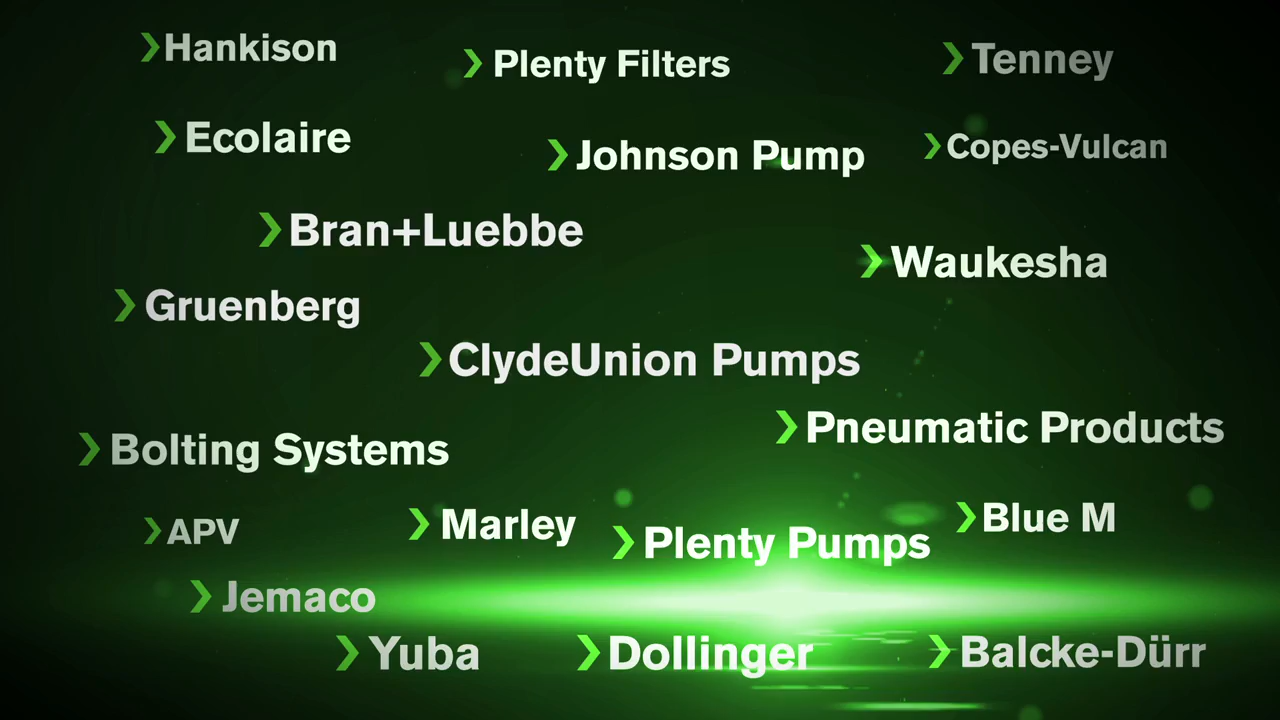 Hankison
Plenty Filters
Tenney
Ecolaire
Johnson Pump
Copes-Vulcan
Bran+Luebbe
Waukesha
Gruenberg
ClydeUnion Pumps
Pneumatic Products
Bolting Systems
Blue M
Marley
APV
Plenty Pumps
Jemaco
Yuba
Dollinger
Balcke-Dürr